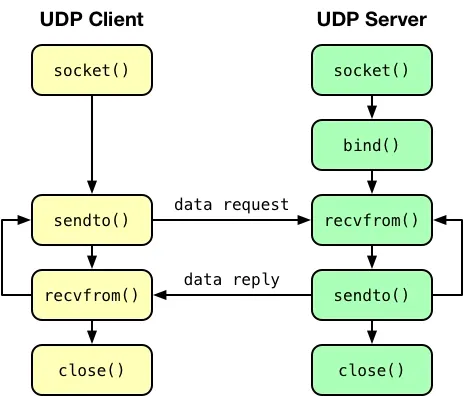 UDP Client
UDP Server
socket()
socket()
bind()
sendto()
data request
recvfrom()
recvfrom()
data reply
sendto()
close()
close()